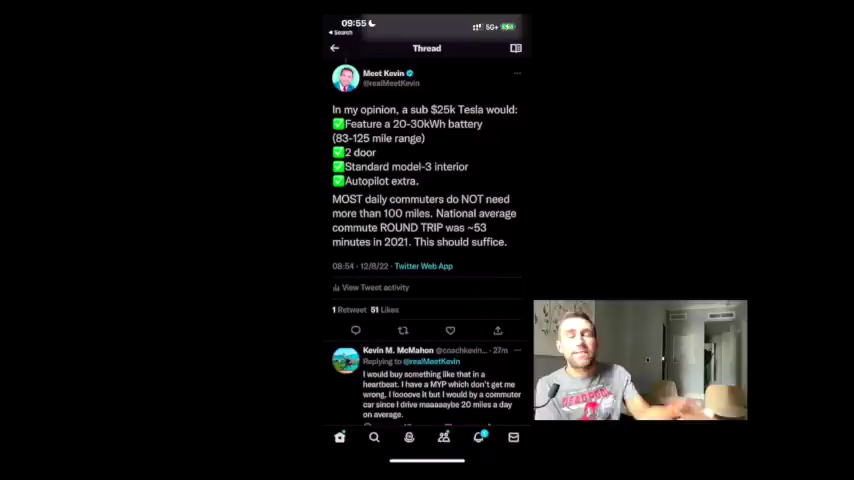 09:55
5G+
Search
Thread
Meet Kevin
@realMeetKevin
In my opinion, a sub $25k Tesla would:
✅Feature a 20-30kWh battery
(83-125 mile range)
✅2 door
✅Standard model-3 interior
✅Autopilot extra.
MOST daily commuters do NOT need
more than 100 miles. National average
commute ROUND TRIP was ~53
minutes in 2021. This should suffice.
08:54 · 12/8/22 · Twitter Web App
View Tweet activity
1 Retweet 51 Likes
Kevin M. McMahon @coachkevin... · 27m
Replying to @realMeetKevin
I would buy something like that in a
heartbeat. I have a MYP which don't get me
wrong, I loooove it but I would by a commuter
car since I drive maaaaaybe 20 miles a day
on average.
DEADPOOL